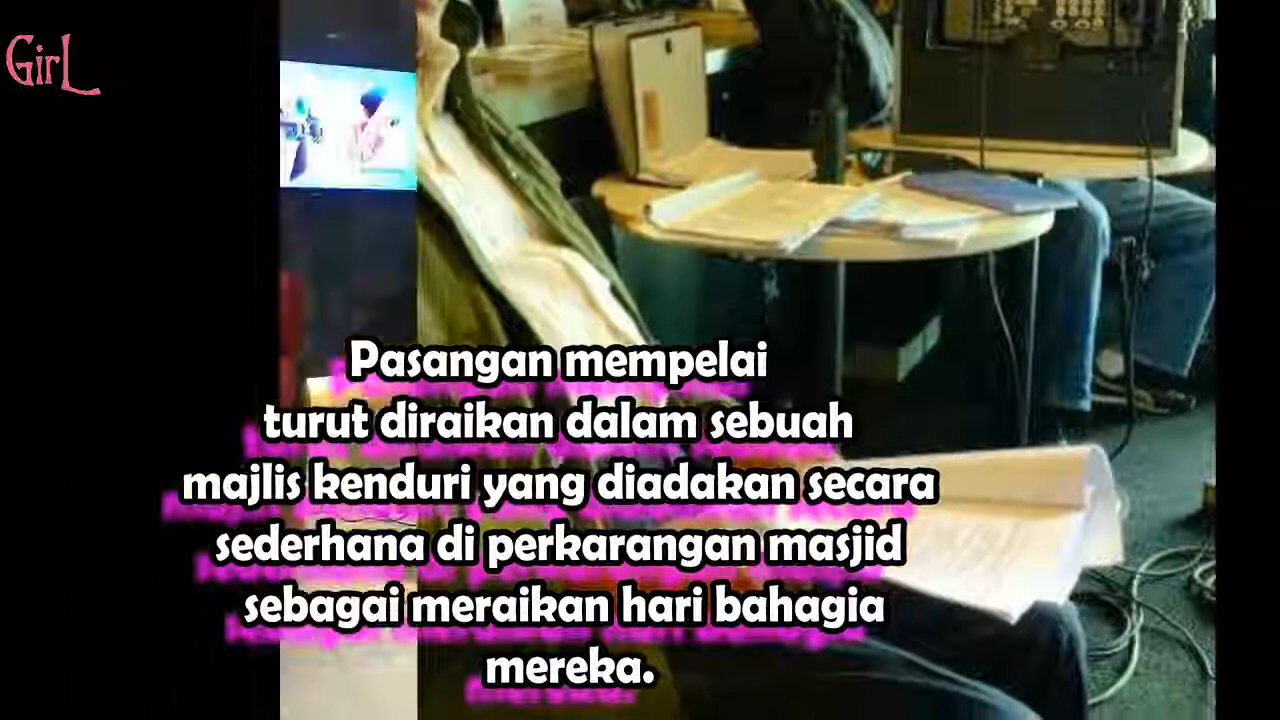 GirL
Pasangan mempelai
turut diraikan dalam sebuah
majlis kenduri yang diadakan secara
sederhana di perkarangan masjid
sebagai meraikan hari bahagia
mereka.